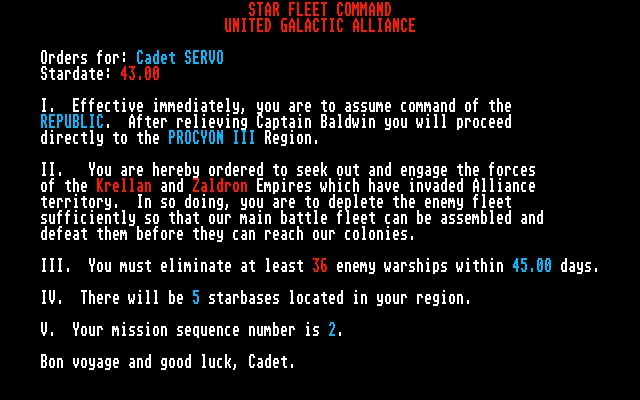 STAR FLEET COMMAND
UNITED GALACTIC ALLIANCE
Orders for: Cadet SERVO
Stardate: 43.00
I.  Effective immediately, you are to assume command of the
REPUBLIC.  After relieving Captain Baldwin you will proceed
directly to the PROCYON III Region.
II.  You are hereby ordered to seek out and engage the forces
of the Krellan and Zaldron Empires which have invaded Alliance
territory.  In so doing, you are to deplete the enemy fleet
sufficiently so that our main battle fleet can be assembled and
defeat them before they can reach our colonies.
III.  You must eliminate at least 36 enemy warships within 45.00 days.
IV.  There will be 5 starbases located in your region.
V.  Your mission sequence number is 2.
Bon voyage and good luck, Cadet.